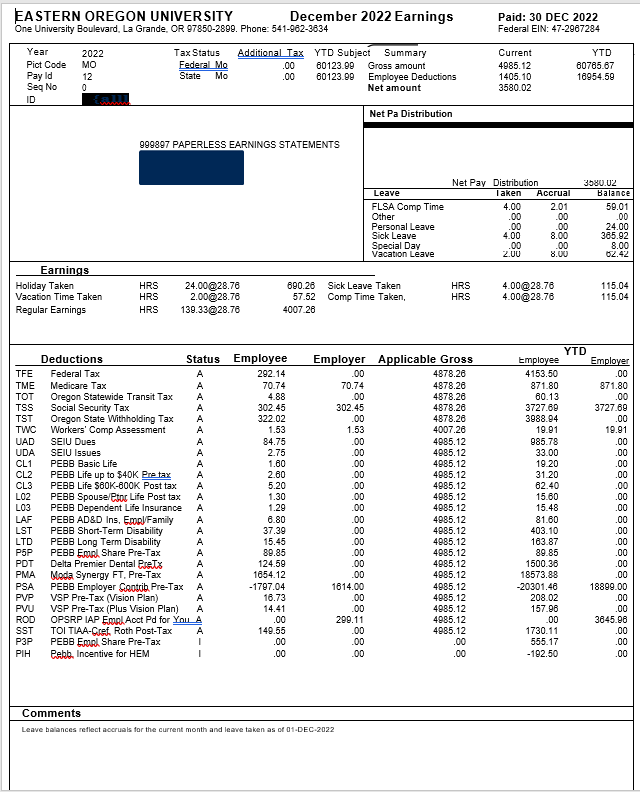 EASTERN OREGON UNIVERSITY December 2022 Earnings Paid: 30 DEC 2022
One University Boulevard, La Grande, OR 97850-2899. Phone: 541-962-3634 Federal EIN: 47-2967284
Year 2022 Tax Status Additional Tax YTD Subject Summary Current YTD
Pict Code MO Federal Mo .00 60123.99 Gross amount 4985.12 60765.67
Pay Id 12 State Mo .00 60123.99 Employee Deductions 1405.10 16954.59
Seq No 0 Net amount 3580.02
ID
Net Pa Distribution
999897 PAPERLESS EARNINGS STATEMENTS
Net Pay Distribution 3580.02
Leave Taken Accrual Balance
FLSA Comp Time 4.00 2.01 59.01
Other .00 .00 .00
Personal Leave .00 .00 24.00
Sick Leave 4.00 8.00 365.92
Special Day .00 .00 8.00
Vacation Leave 2.00 8.00 62.42
Earnings
Holiday Taken HRS 24.00@28.76 690.26 Sick Leave Taken HRS 4.00@28.76 115.04
Vacation Time Taken HRS 2.00@28.76 57.52 Comp Time Taken, HRS 4.00@28.76 115.04
Regular Earnings HRS 139.33@28.76 4007.26
YTD
Deductions Status Employee Employer Applicable Gross Employee Employer
TFE Federal Tax A 292.14 .00 4878.26 4153.50 .00
TME Medicare Tax A 70.74 70.74 4878.26 871.80 871.80
TOT Oregon Statewide Transit Tax A 4.88 .00 4878.26 60.13 .00
TSS Social Security Tax A 302.45 302.45 4878.26 3727.69 3727.69
TST Oregon State Withholding Tax A 322.02 .00 4878.26 3988.94 .00
TWC Workers' Comp Assessment A 1.53 1.53 4007.26 19.91 19.91
UAD SEIU Dues A 84.75 .00 4985.12 985.78 .00
UDA SEIU Issues A 2.75 .00 4985.12 33.00 .00
CL1 PEBB Basic Life A 1.60 .00 4985.12 19.20 .00
CL2 PEBB Life up to $40K Pre tax A 2.60 .00 4985.12 31.20 .00
CL3 PEBB Life $60K-600K Post tax A 5.20 .00 4985.12 62.40 .00
L02 PEBB Spouse/Ptnr Life Post tax A 1.30 .00 4985.12 15.60 .00
L03 PEBB Dependent Life Insurance A 1.29 .00 4985.12 15.48 .00
LAF PEBB AD&D Ins, Empl/Family A 6.80 .00 4985.12 81.60 .00
LST PEBB Short-Term Disability A 37.39 .00 4985.12 403.10 .00
LTD PEBB Long Term Disability A 15.45 .00 4985.12 163.87 .00
P5P PEBB Empl Share Pre-Tax A 89.85 .00 4985.12 89.85 .00
PDT Delta Premier Dental PreTx A 124.59 .00 4985.12 1500.36 .00
PMA Moda Synergy FT, Pre-Tax A 1654.12 .00 4985.12 18573.88 .00
PSA PEBB Employer Contrib Pre-Tax A -1797.04 1614.00 4985.12 -20301.46 18899.00
PVP VSP Pre-Tax (Vision Plan) A 16.73 .00 4985.12 208.02 .00
PVU VSP Pre-Tax (Plus Vision Plan) A 14.41 .00 4985.12 157.96 .00
ROD OPSRP IAP Empl Acct Pd for You A .00 299.11 4985.12 .00 3645.96
SST TOI TIAA-Cref, Roth Post-Tax A 149.55 .00 4985.12 1730.11 .00
P3P PEBB Empl Share Pre-Tax I .00 .00 .00 555.17 .00
PIH Pebb, Incentive for HEM I .00 .00 .00 -192.50 .00
Comments
Leave balances reflect accruals for the current month and leave taken as of 01-DEC-2022